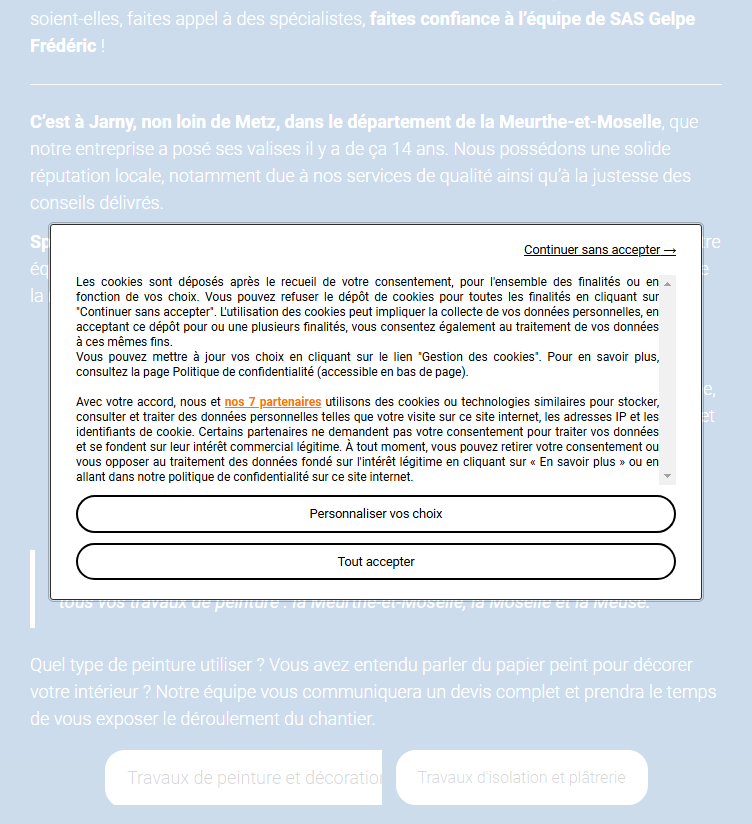 soient-elles, faites appel à des spécialistes, faites confiance à l'équipe de SAS Gelpe
Frédéric !
C'est à Jarny, non loin de Metz, dans le département de la Meurthe-et-Moselle, que
notre entreprise a posé ses valises il y a de ça 14 ans. Nous possédons une solide
réputation locale, notamment due à nos services de qualité ainsi qu'à la justesse des
conseils délivrés.
Continuer sans accepter →
Les cookies sont déposés après le recueil de votre consentement, pour l'ensemble des finalités ou en
fonction de vos choix. Vous pouvez refuser le dépôt de cookies pour toutes les finalités en cliquant sur
"Continuer sans accepter". L'utilisation des cookies peut impliquer la collecte de vos données personnelles, en
acceptant ce dépôt pour ou une plusieurs finalités, vous consentez également au traitement de vos données
à ces mêmes fins.
Vous pouvez mettre à jour vos choix en cliquant sur le lien "Gestion des cookies". Pour en savoir plus,
consultez la page Politique de confidentialité (accessible en bas de page).
Avec votre accord, nous et nos 7 partenaires utilisons des cookies ou technologies similaires pour stocker,
consulter et traiter des données personnelles telles que votre visite sur ce site internet, les adresses IP et les
identifiants de cookie. Certains partenaires ne demandent pas votre consentement pour traiter vos données
et se fondent sur leur intérêt commercial légitime. À tout moment, vous pouvez retirer votre consentement ou
vous opposer au traitement des données fondé sur l'intérêt légitime en cliquant sur « En savoir plus » ou en
allant dans notre politique de confidentialité sur ce site internet.
Personnaliser vos choix
Tout accepter
tous vos travaux de peinture : la Meurthe-et-Moselle, la Moselle et la Meuse.
Quel type de peinture utiliser ? Vous avez entendu parler du papier peint pour décorer
votre intérieur ? Notre équipe vous communiquera un devis complet et prendra le temps
de vous exposer le déroulement du chantier.
Travaux de peinture et décoration
Travaux d'isolation et plâtrerie